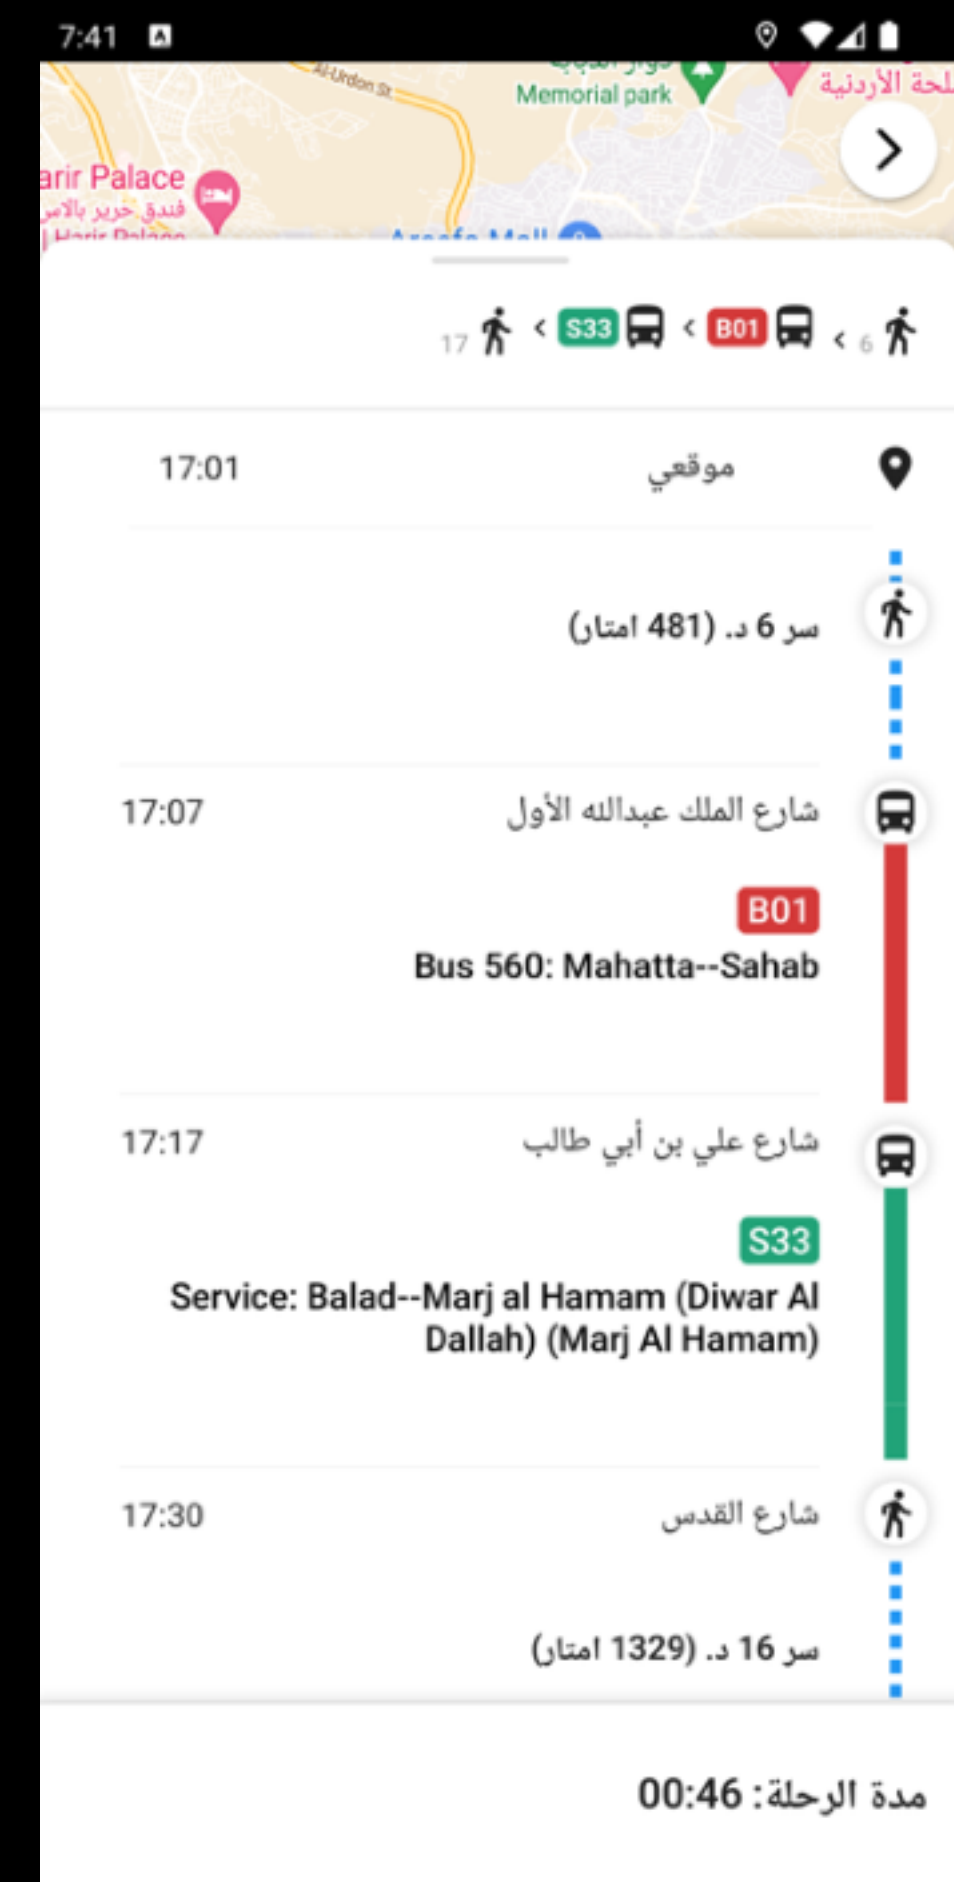 7:41
Al-Urdon St
Memorial park
لحة الأردنية
arir Palace
فندق حرير بالاس
Areefa Mall
6
B01
S33
17
موقعي
17:01
سر 6 د. (481 امتار)
شارع الملك عبدالله الأول
17:07
B01
Bus 560: Mahatta--Sahab
شارع علي بن أبي طالب
17:17
S33
Service: Balad--Marj al Hamam (Diwar Al
Dallah) (Marj Al Hamam)
شارع القدس
17:30
سر 16 د. (1329 امتار)
مدة الرحلة: 00:46